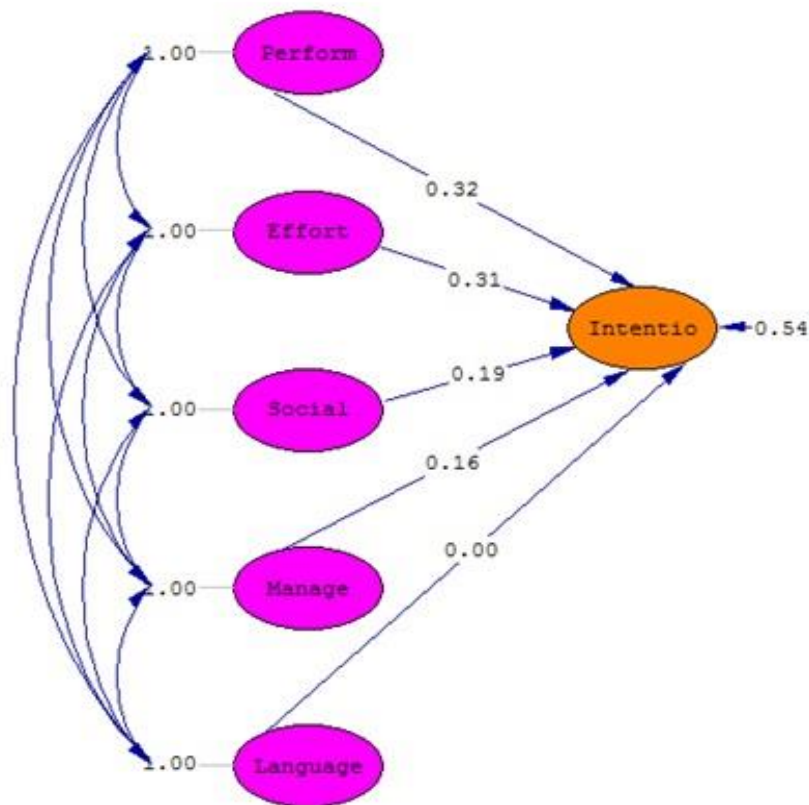 1.00 Perform
0.32
1.00 Effort
0.31
Intentio 0.54
0.19
1.00 Social
0.16
0.00
1.00 Manage
1.00 Language